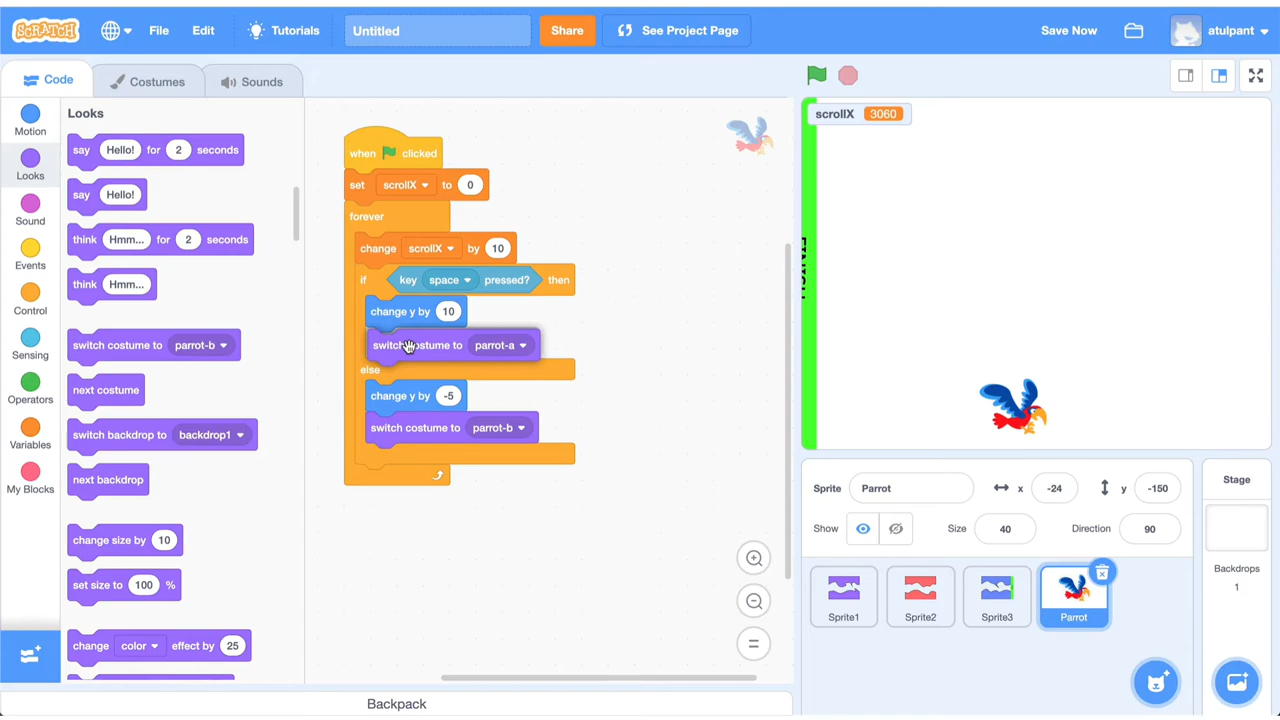 SCRATCH File Edit Tutorials Untitled Share See Project Page Save Now atulpant
Code Costumes Sounds
Motion
Looks
Sound
Events
Control
Sensing
Operators
Variables
My Blocks
Looks
say Hello! for 2 seconds
say Hello!
think Hmm... for 2 seconds
think Hmm...
switch costume to parrot-b
next costume
switch backdrop to backdrop1
next backdrop
change size by 10
set size to 100 %
change color effect by 25
when clicked
set scrollX to 0
forever
change scrollX by 10
if key space pressed? then
change y by 10
switch costume to parrot-a
else
change y by -5
switch costume to parrot-b
Backpack
scrollX 3060
FINISH
Sprite Parrot x -24 y -150
Show Size 40 Direction 90
Sprite1 Sprite2 Sprite3 Parrot
Stage
Backdrops
1